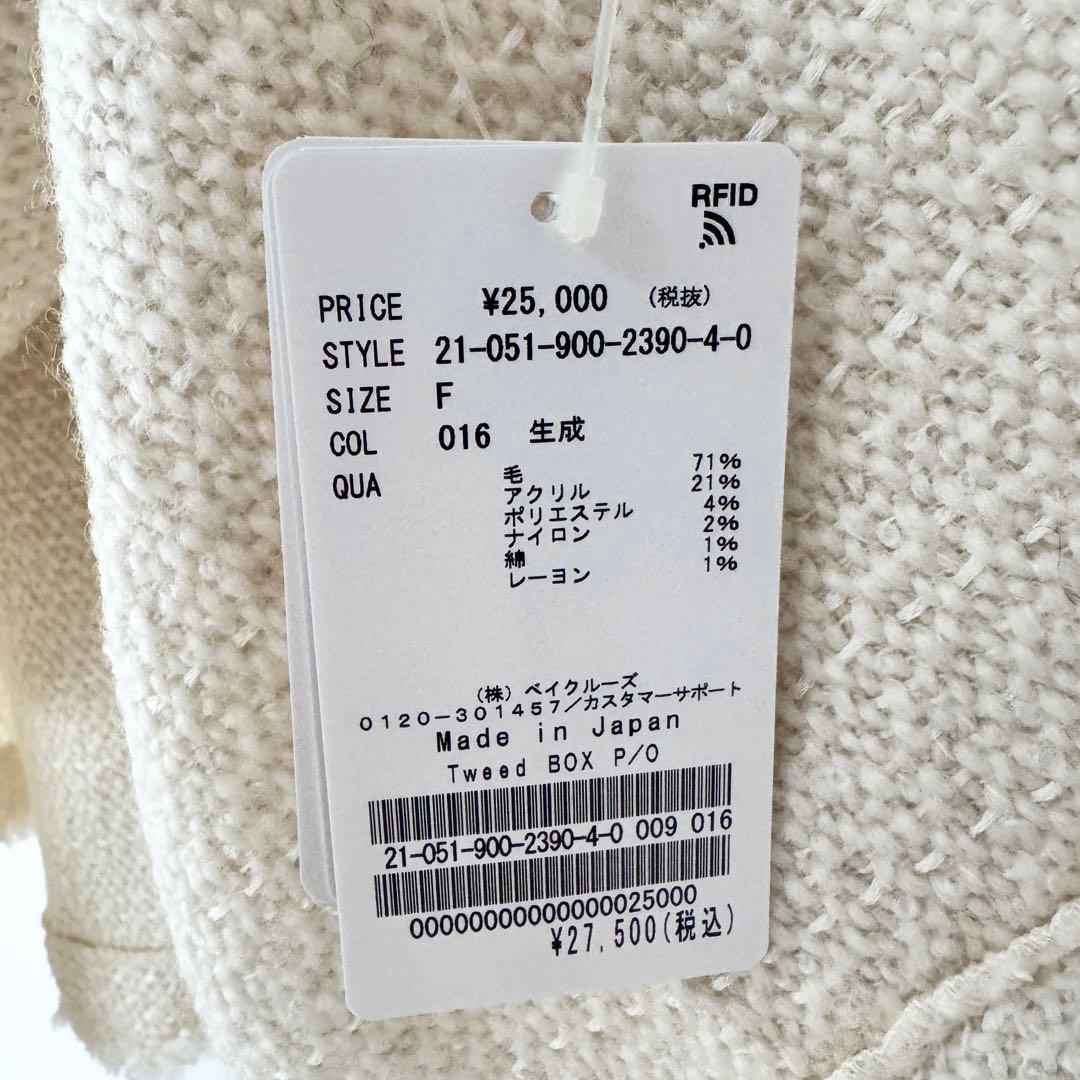 RFID
PRICE ¥25,000 (税抜)
STYLE 21-051-900-2390-4-0
SIZE F
COL 016 生成
QUA 毛 71%
アクリル 21%
ポリエステル 4%
ナイロン 2%
綿 1%
レーヨン 1%
(株) ベイクルーズ
0120-301457/カスタマーサポート
Made in Japan
Tweed BOX P/O
21-051-900-2390-4-0 009 016
00000000000000025000
¥27,500(税込)